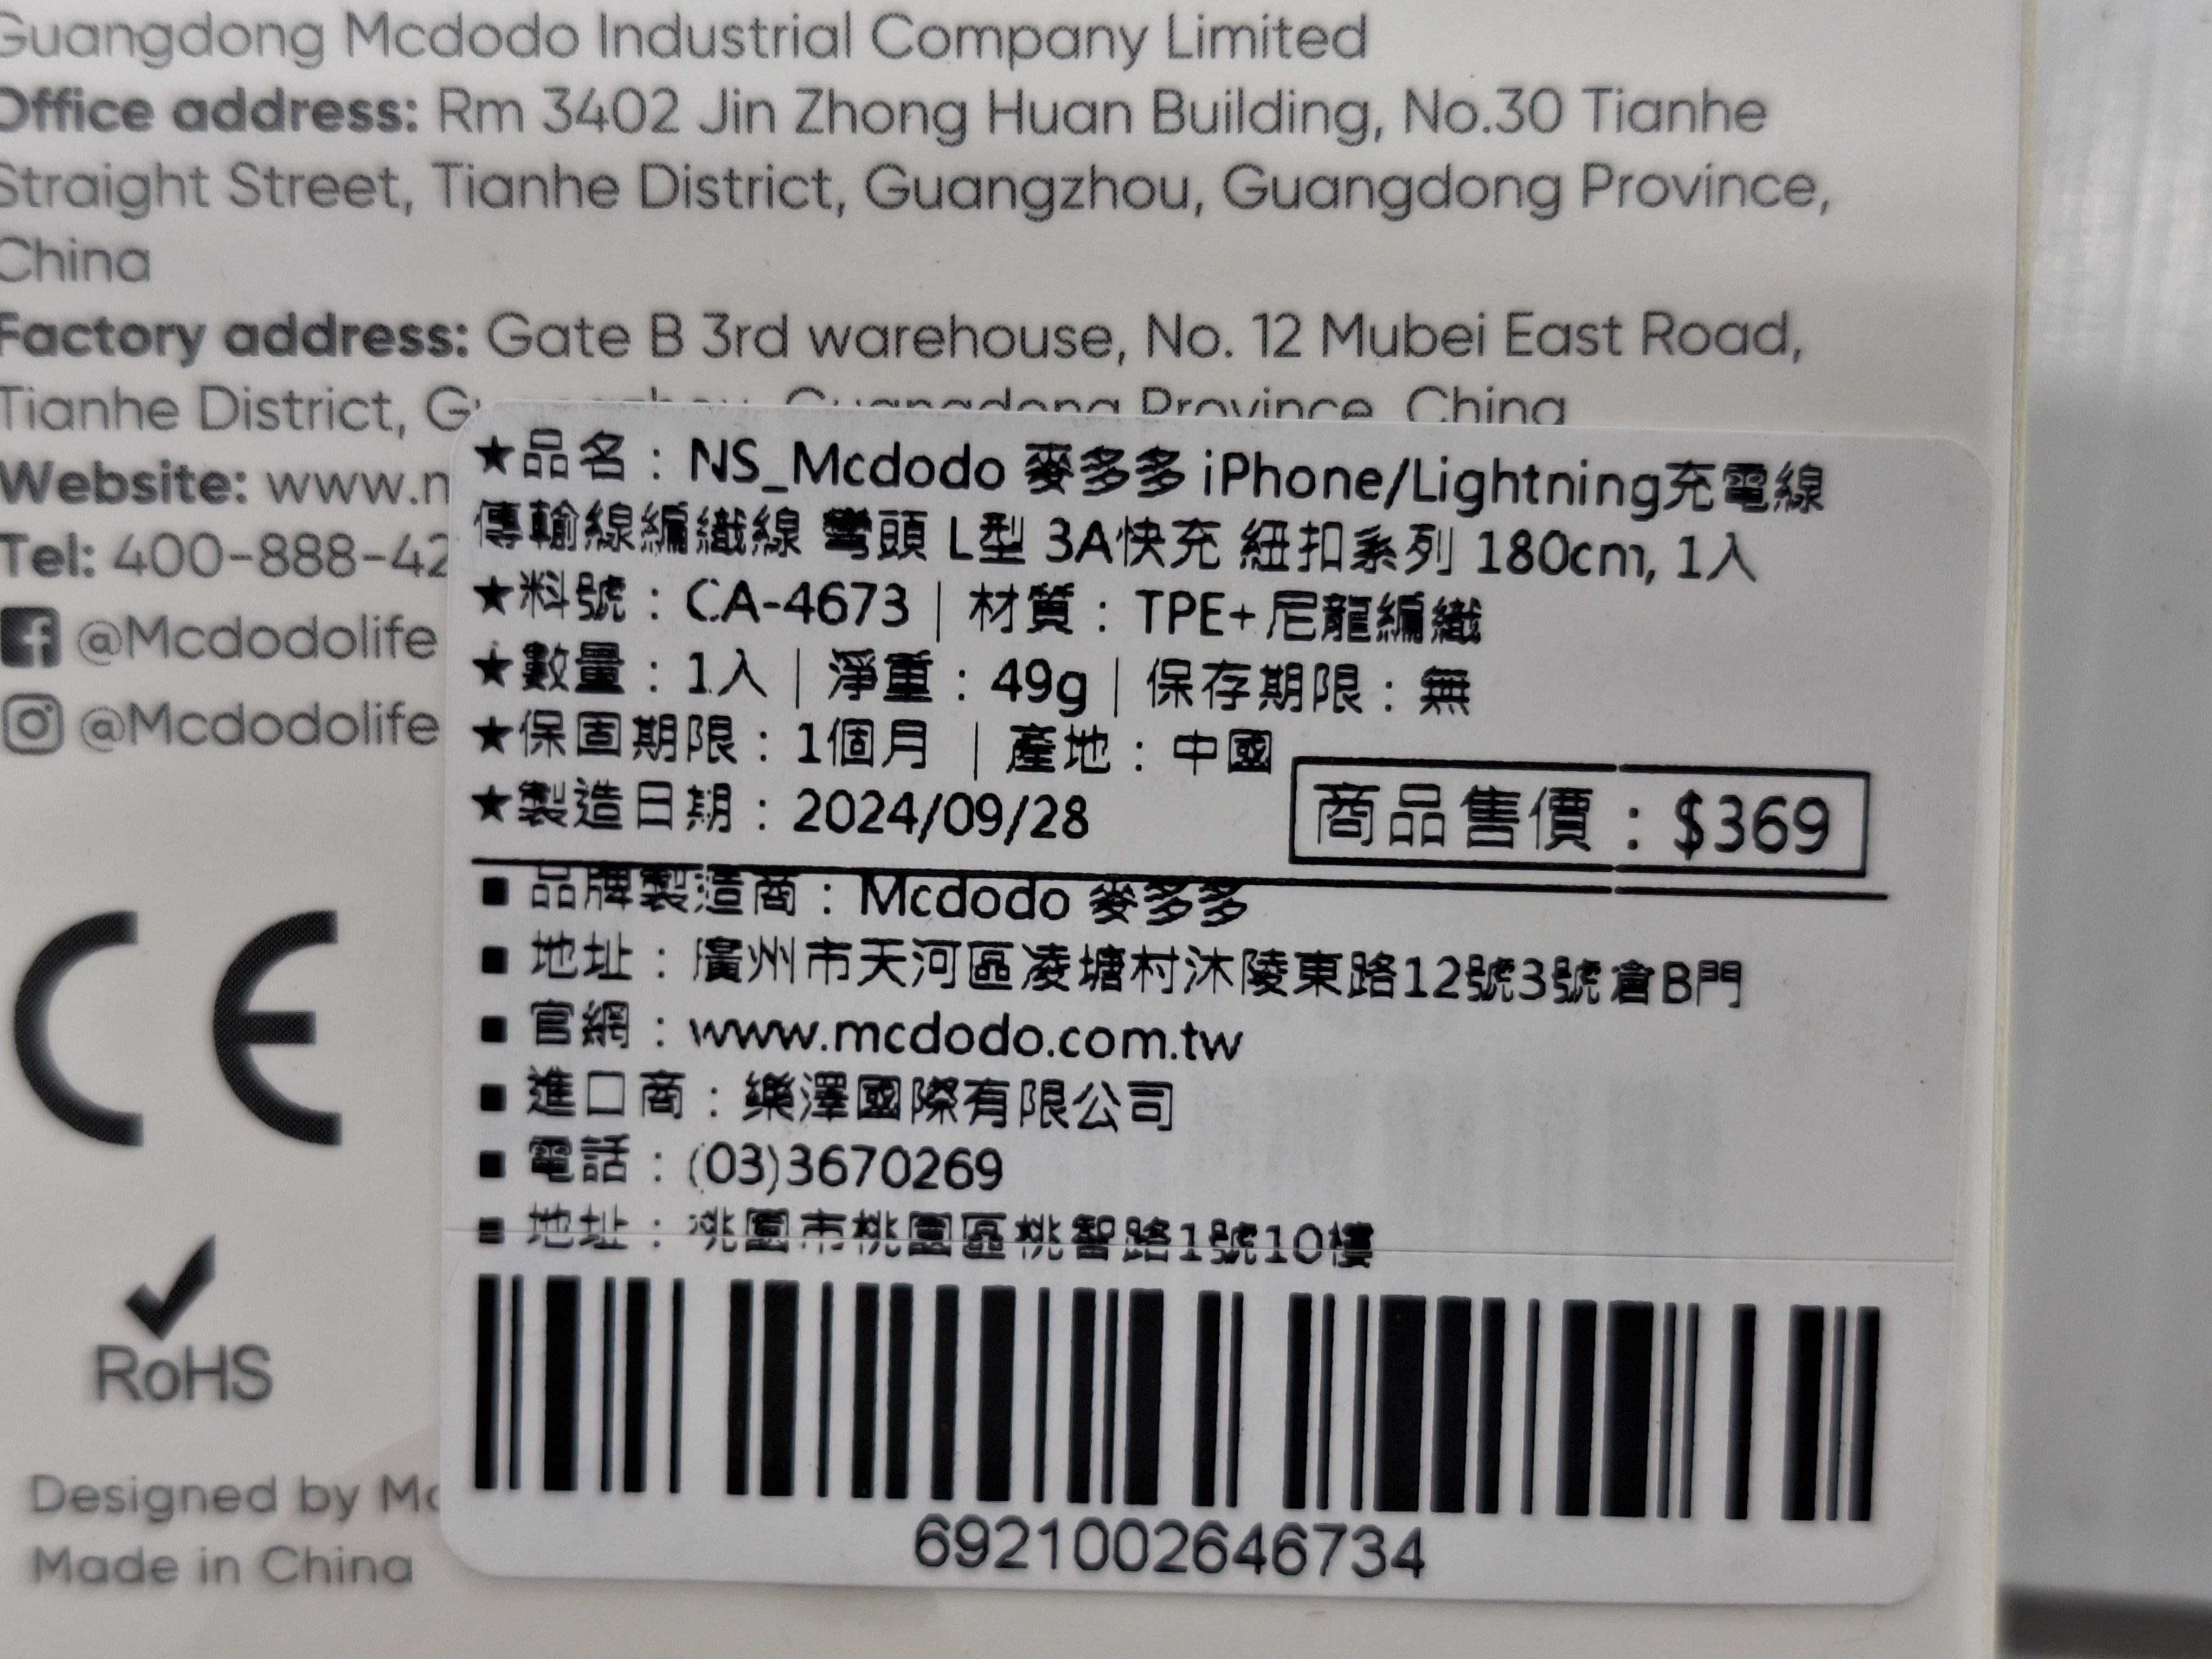 Guangdong Mcdodo Industrial Company Limited
Office address: Rm 3402 Jin Zhong Huan Building, No.30 Tianhe
Straight Street, Tianhe District, Guangzhou, Guangdong Province,
China
Factory address: Gate B 3rd warehouse, No. 12 Mubei East Road,
Tianhe District, Guangzhou, Guangdong Province, China
Website: www.m
Tel: 400-888-42
@Mcdodolife
@Mcdodolife
CE
RoHS
Designed by Mc
Made in China
★品名：NS_Mcdodo 麥多多 iPhone/Lightning充電線
傳輸線編織線 彎頭 L型 3A快充 紐扣系列 180cm, 1入
★料號：CA-4673｜材質：TPE+尼龍編織
★數量：1入｜淨重：49g｜保存期限：無
★保固期限：1個月 ｜產地：中國
★製造日期：2024/09/28
商品售價：$369
■ 品牌製造商：Mcdodo 麥多多
■ 地址：廣州市天河區凌塘村沐陵東路12號3號倉B門
■ 官網：www.mcdodo.com.tw
■ 進口商：樂澤國際有限公司
■ 電話：(03)3670269
■ 地址：桃園市桃園區桃智路1號10樓
6921002646734